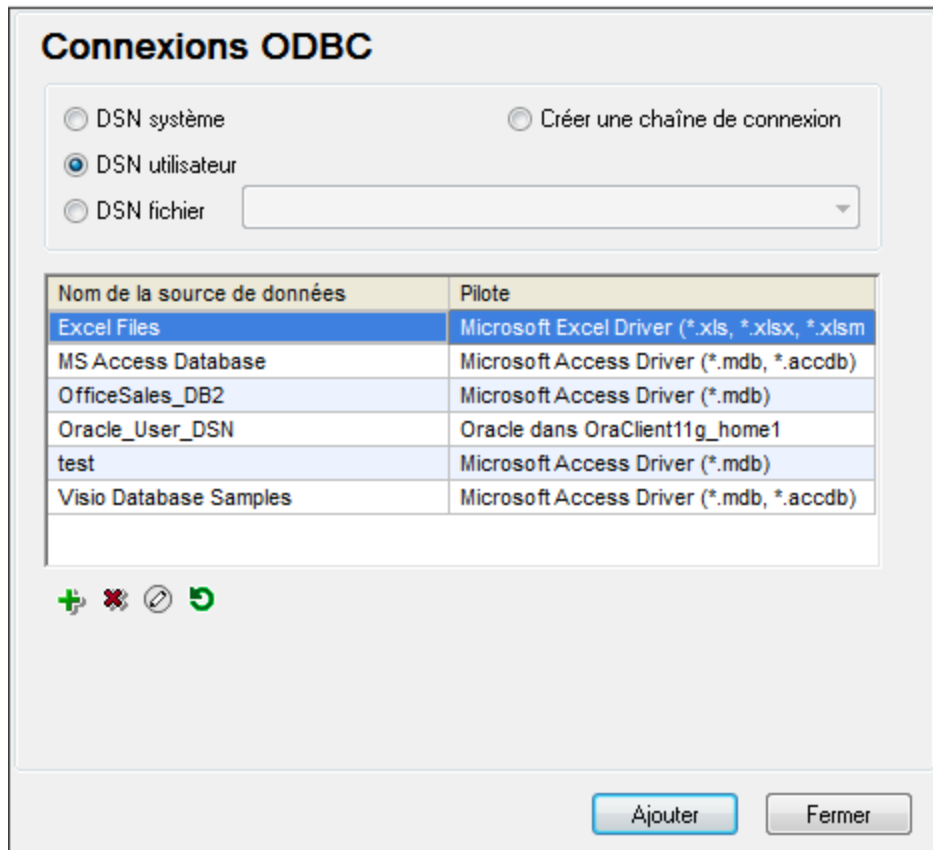 Connexions ODBC
DSN système
Créer une chaîne de connexion
DSN utilisateur
DSN fichier
Nom de la source de données Pilote
Excel Files Microsoft Excel Driver (*.xls, *.xlsx, *.xlsm
MS Access Database Microsoft Access Driver (*.mdb, *.accdb)
OfficeSales_DB2 Microsoft Access Driver (*.mdb)
Oracle_User_DSN Oracle dans OraClient11g_home1
test Microsoft Access Driver (*.mdb)
Visio Database Samples Microsoft Access Driver (*.mdb, *.accdb)
Ajouter Fermer